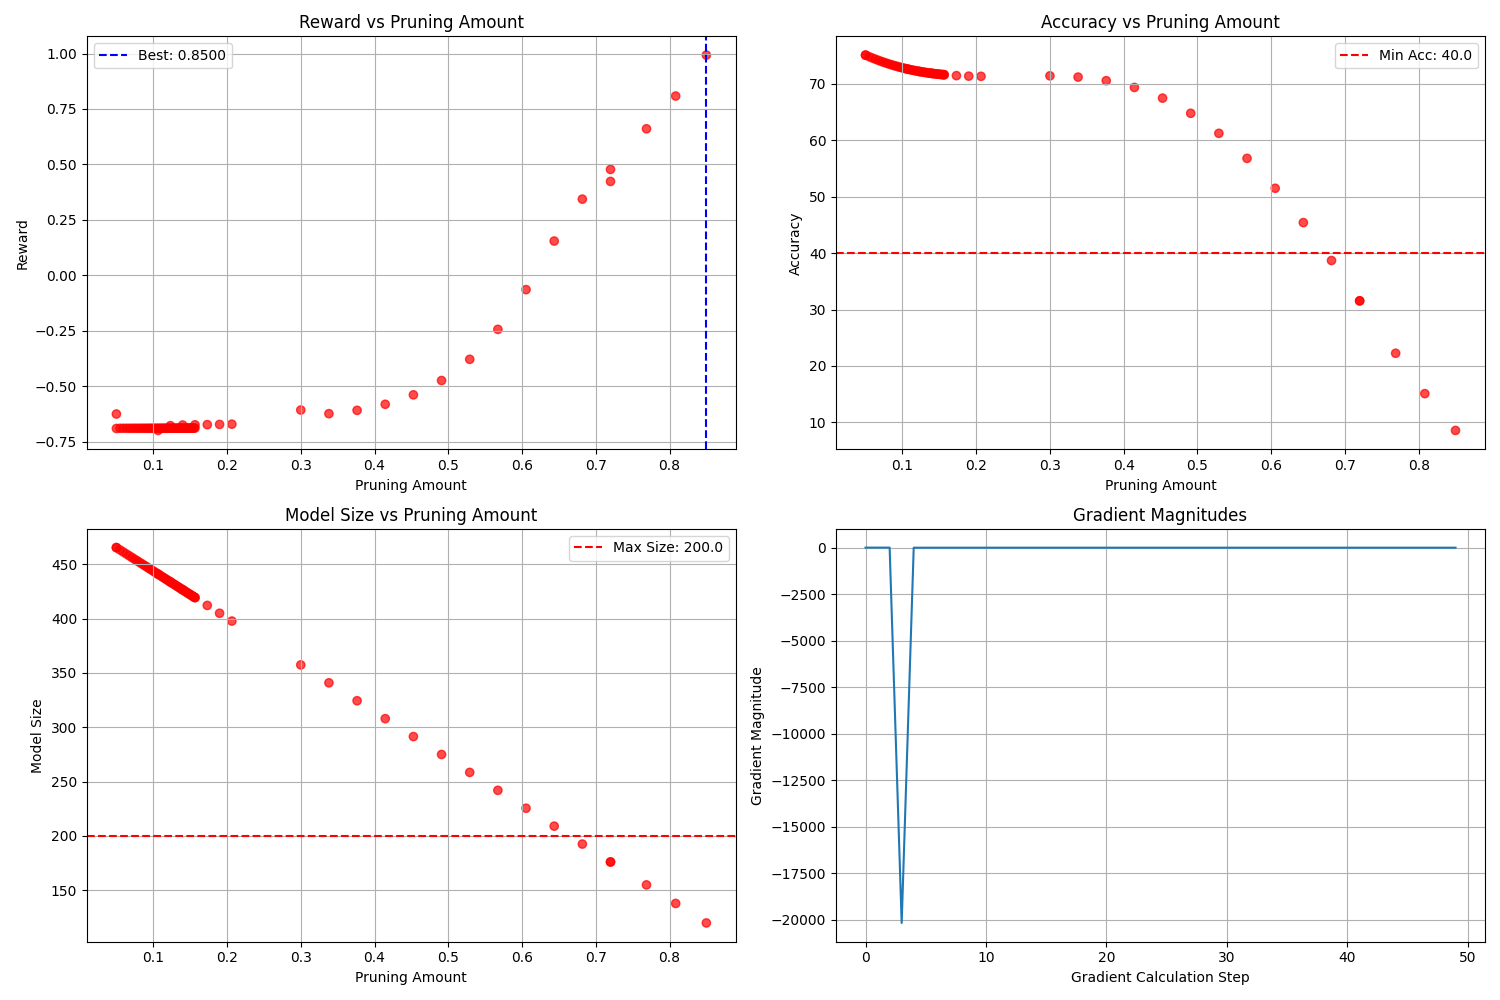 Reward vs Pruning Amount
Best: 0.8500
1.00
0.75
0.50
0.25
0.00
−0.25
−0.50
−0.75
Reward
0.1 0.2 0.3 0.4 0.5 0.6 0.7 0.8
Pruning Amount
Accuracy vs Pruning Amount
Min Acc: 40.0
70
60
50
40
30
20
10
Accuracy
0.1 0.2 0.3 0.4 0.5 0.6 0.7 0.8
Pruning Amount
Model Size vs Pruning Amount
Max Size: 200.0
450
400
350
300
250
200
150
Model Size
0.1 0.2 0.3 0.4 0.5 0.6 0.7 0.8
Pruning Amount
Gradient Magnitudes
0
−2500
−5000
−7500
−10000
−12500
−15000
−17500
−20000
Gradient Magnitude
0 10 20 30 40 50
Gradient Calculation Step